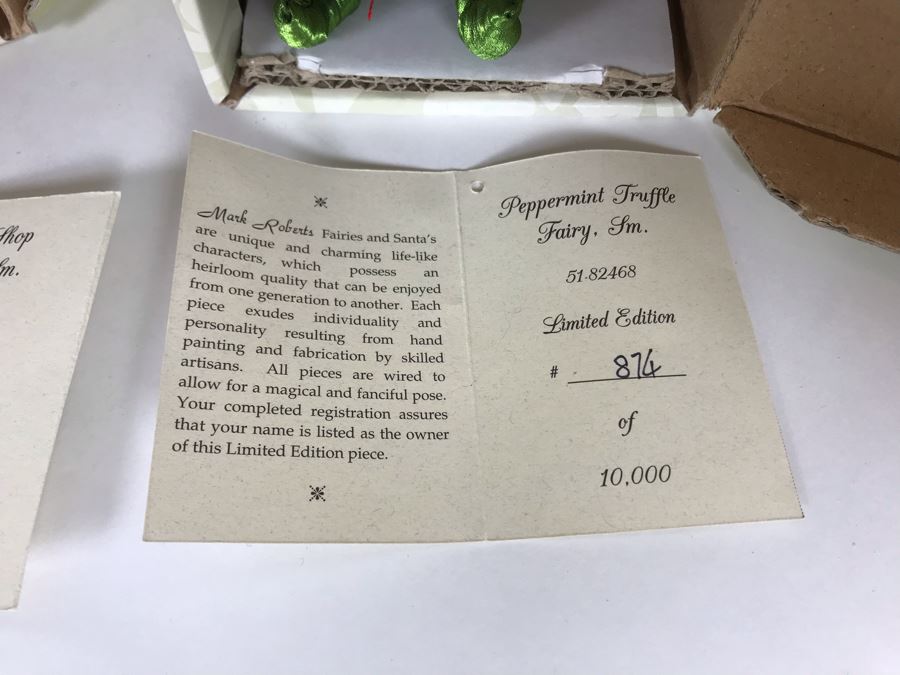 Shop
Sm.
Mark Roberts Fairies and Santa's
are unique and charming life-like
characters, which possess an
heirloom quality that can be enjoyed
from one generation to another. Each
piece exudes individuality and
personality resulting from hand
painting and fabrication by skilled
artisans. All pieces are wired to
allow for a magical and fanciful pose.
Your completed registration assures
that your name is listed as the owner
of this Limited Edition piece.
Peppermint Truffle
Fairy, Sm.
51-82468
Limited Edition
# 874
of
10,000